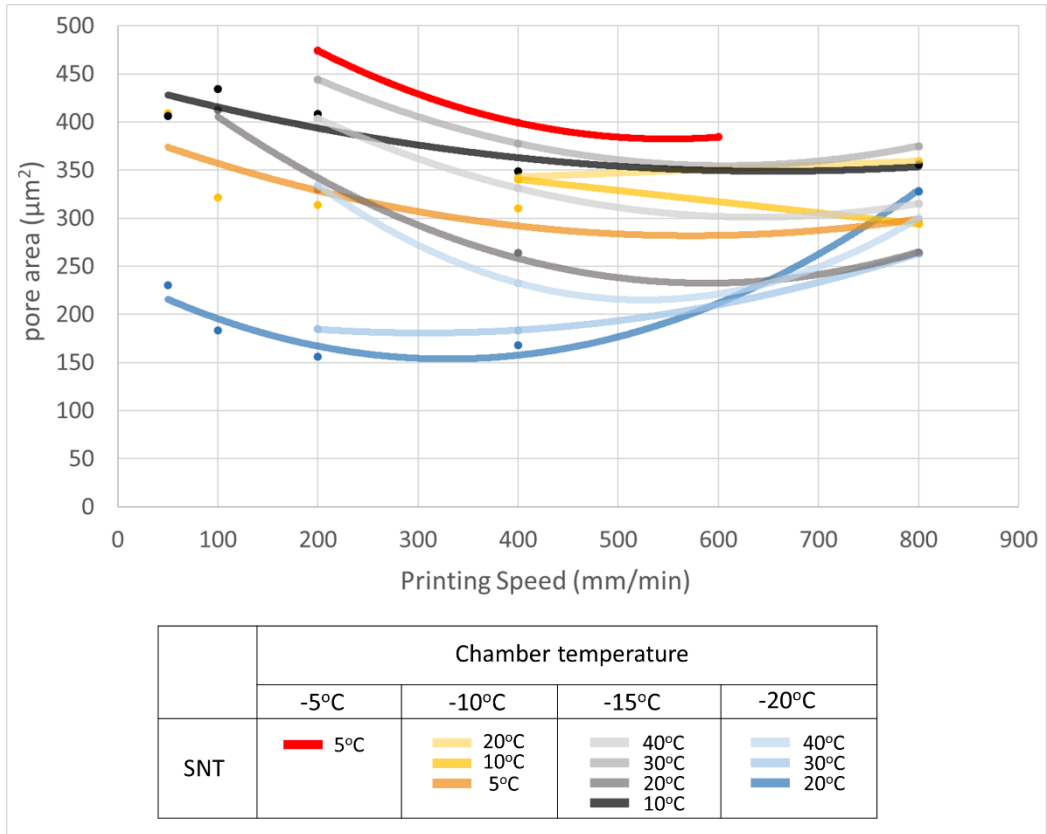 500
450
400
350
300
250
200
150
100
50
0
pore area (µm²)
0 100 200 300 400 500 600 700 800 900
Printing Speed (mm/min)
Chamber temperature
-5°C -10°C -15°C -20°C
SNT
5°C
20°C
10°C
5°C
40°C
30°C
20°C
10°C
40°C
30°C
20°C